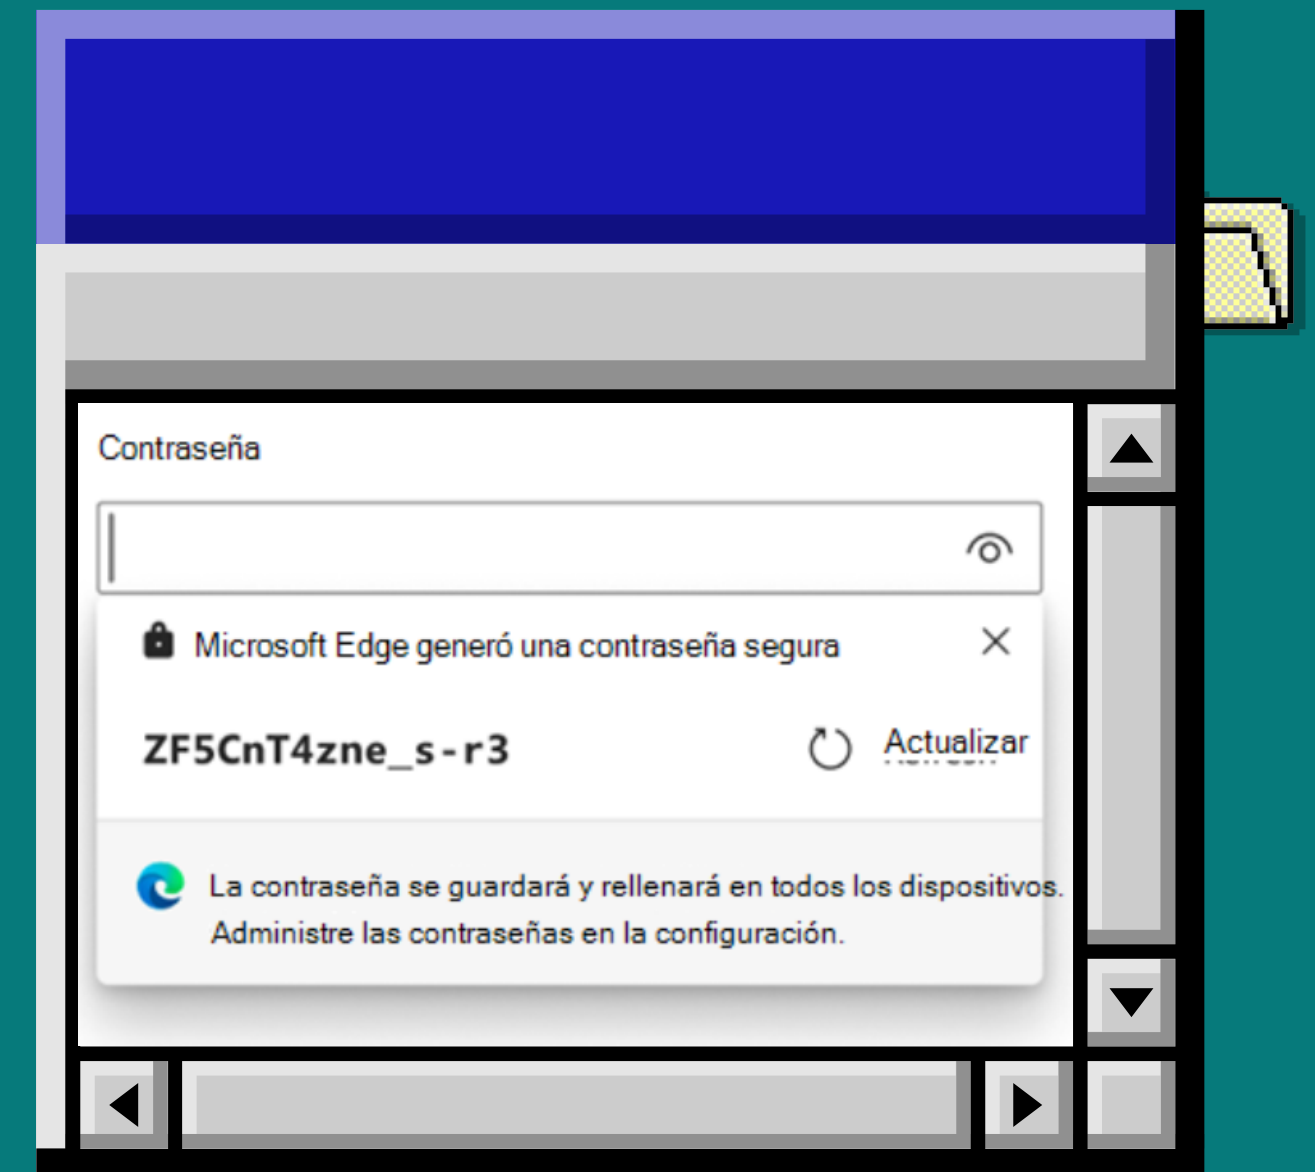 Contraseña
Microsoft Edge generó una contraseña segura
ZF5CnT4zne_s-r3
Actualizar
La contraseña se guardará y rellenará en todos los dispositivos.
Administre las contraseñas en la configuración.